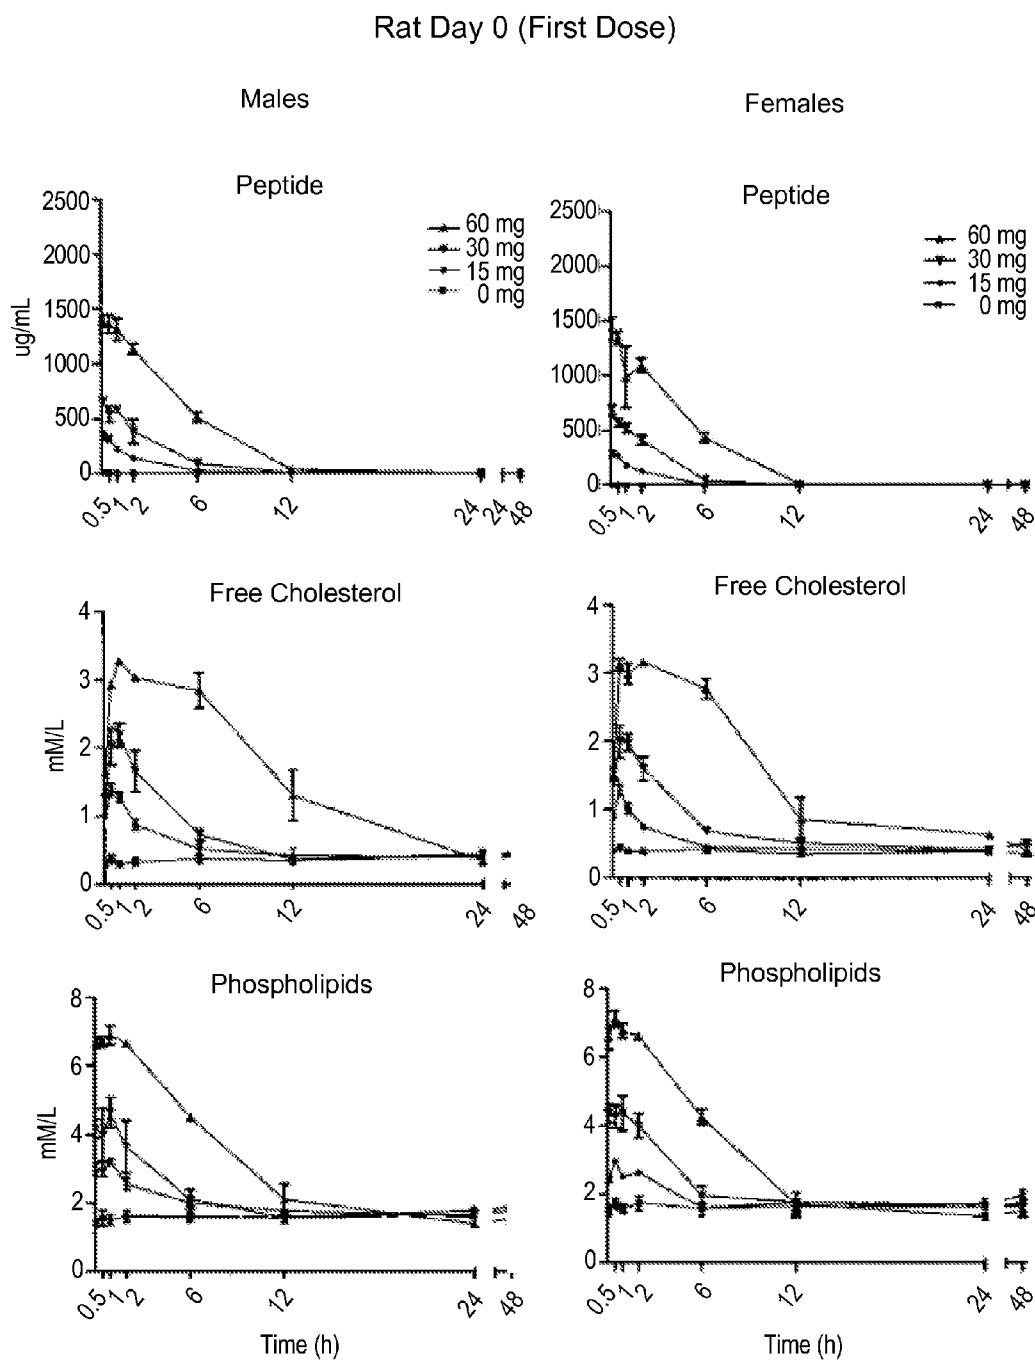 Rat Day 0 (First Dose)
Males
Females
Peptide
2500
2000
1500
1000
500
0
ug/mL
60 mg
30 mg
15 mg
0 mg
0.5 1 2 6 12 24 24 48
Peptide
2500
2000
1500
1000
500
0
60 mg
30 mg
15 mg
0 mg
0.5 1 2 6 12 24 48
Free Cholesterol
4
3
2
1
0
mM/L
0.5 1 2 6 12 24 48
Free Cholesterol
4
3
2
1
0
0.5 1 2 6 12 24 48
Phospholipids
8
6
4
2
0
mM/L
0.5 1 2 6 12 24 48
Time (h)
Phospholipids
8
6
4
2
0
0.5 1 2 6 12 24 48
Time (h)